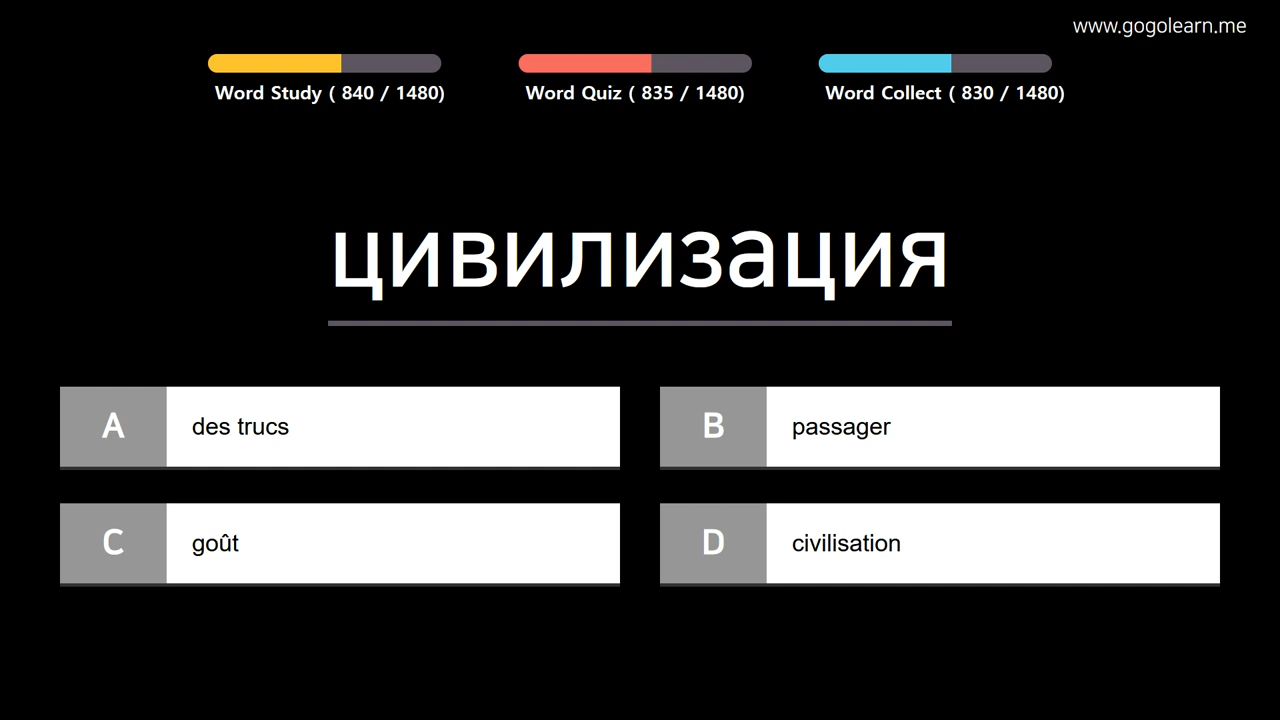 www.gogolearn.me
Word Study ( 840 / 1480)
Word Quiz ( 835 / 1480)
Word Collect ( 830 / 1480)
цивилизация
A des trucs
B passager
C goût
D civilisation